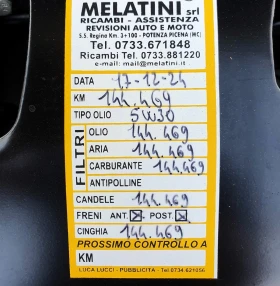 MELATINI srl
RICAMBI - ASSISTENZA
REVISIONI AUTO E MOTO
S.S. Regina Km. 3+100 - POTENZA PICENA (MC)
Tel. 0733.671848
Ricambi Tel. 0733.881220
e-mail: mail@melatini.it
DATA 17-12-24
KM 144.469
TIPO OLIO 5W30
FILTRI
OLIO 144.469
ARIA 144.469
CARBURANTE 144.469
ANTIPOLLINE
CANDELE 144.469
FRENI ANT. X POST. X
CINGHIA 144.469
PROSSIMO CONTROLLO A
KM
LUCA LUCCI - PUBBLICITÀ - Tel. 0734.621056